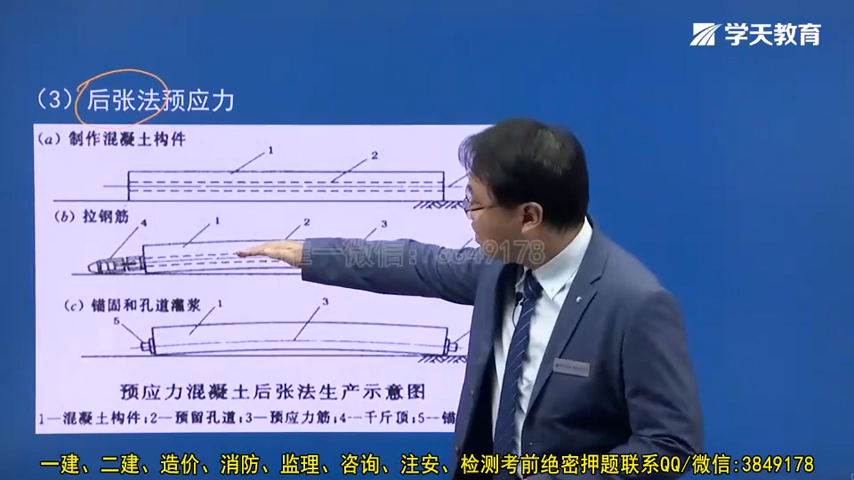 学天教育
(3)后张法预应力
(a)制作混凝土构件
1
2
(b)拉钢筋
4
1
2
3
微信:
49178
(c)锚固和孔道灌浆
5
1
3
预应力混凝土后张法生产示意图
1—混凝土构件;2—预留孔道;3—预应力筋;4—千斤顶;5—锚
一建、二建、造价、消防、监理、咨询、注安、检测考前绝密押题联系QQ/微信:3849178